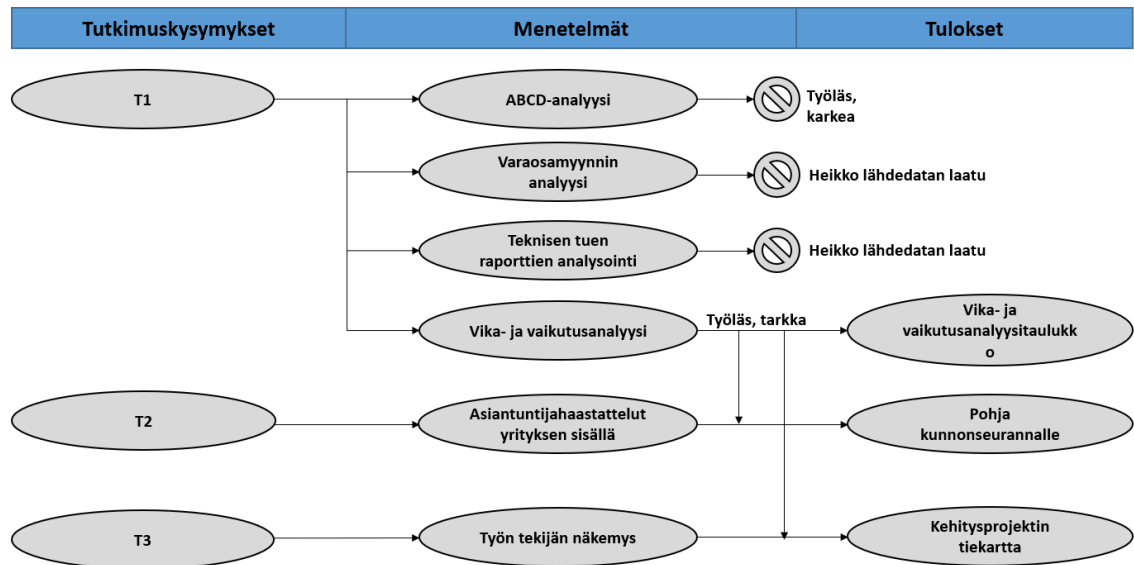 Tutkimuskysymykset
Menetelmät
Tulokset
T1
ABCD-analyysi
Työläs,
karkea
Varaosamyynnin
analyysi
Heikko lähdedatan laatu
Teknisen tuen
raporttien analysointi
Heikko lähdedatan laatu
Vika- ja vaikutusanalyysi
Työläs, tarkka
Vika- ja
vaikutusanalyysitaulukk
o
T2
Asiantuntijahaastattelut
yrityksen sisällä
Pohja
kunnonseurannalle
T3
Työn tekijän näkemys
Kehitysprojektin
tiekartta